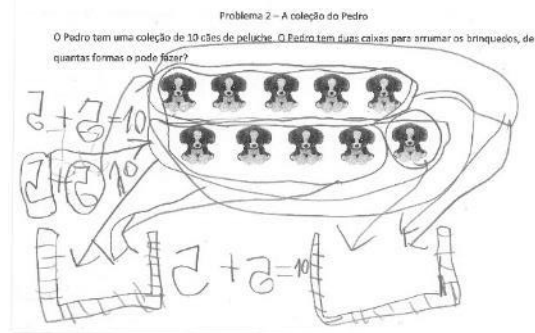 Problema 2 – A coleção do Pedro
O Pedro tem uma coleção de 10 cães de peluche. O Pedro tem duas caixas para arrumar os brinquedos, de
quantas formas o pode fazer?
5+5=10
5+5 10
5+5=10